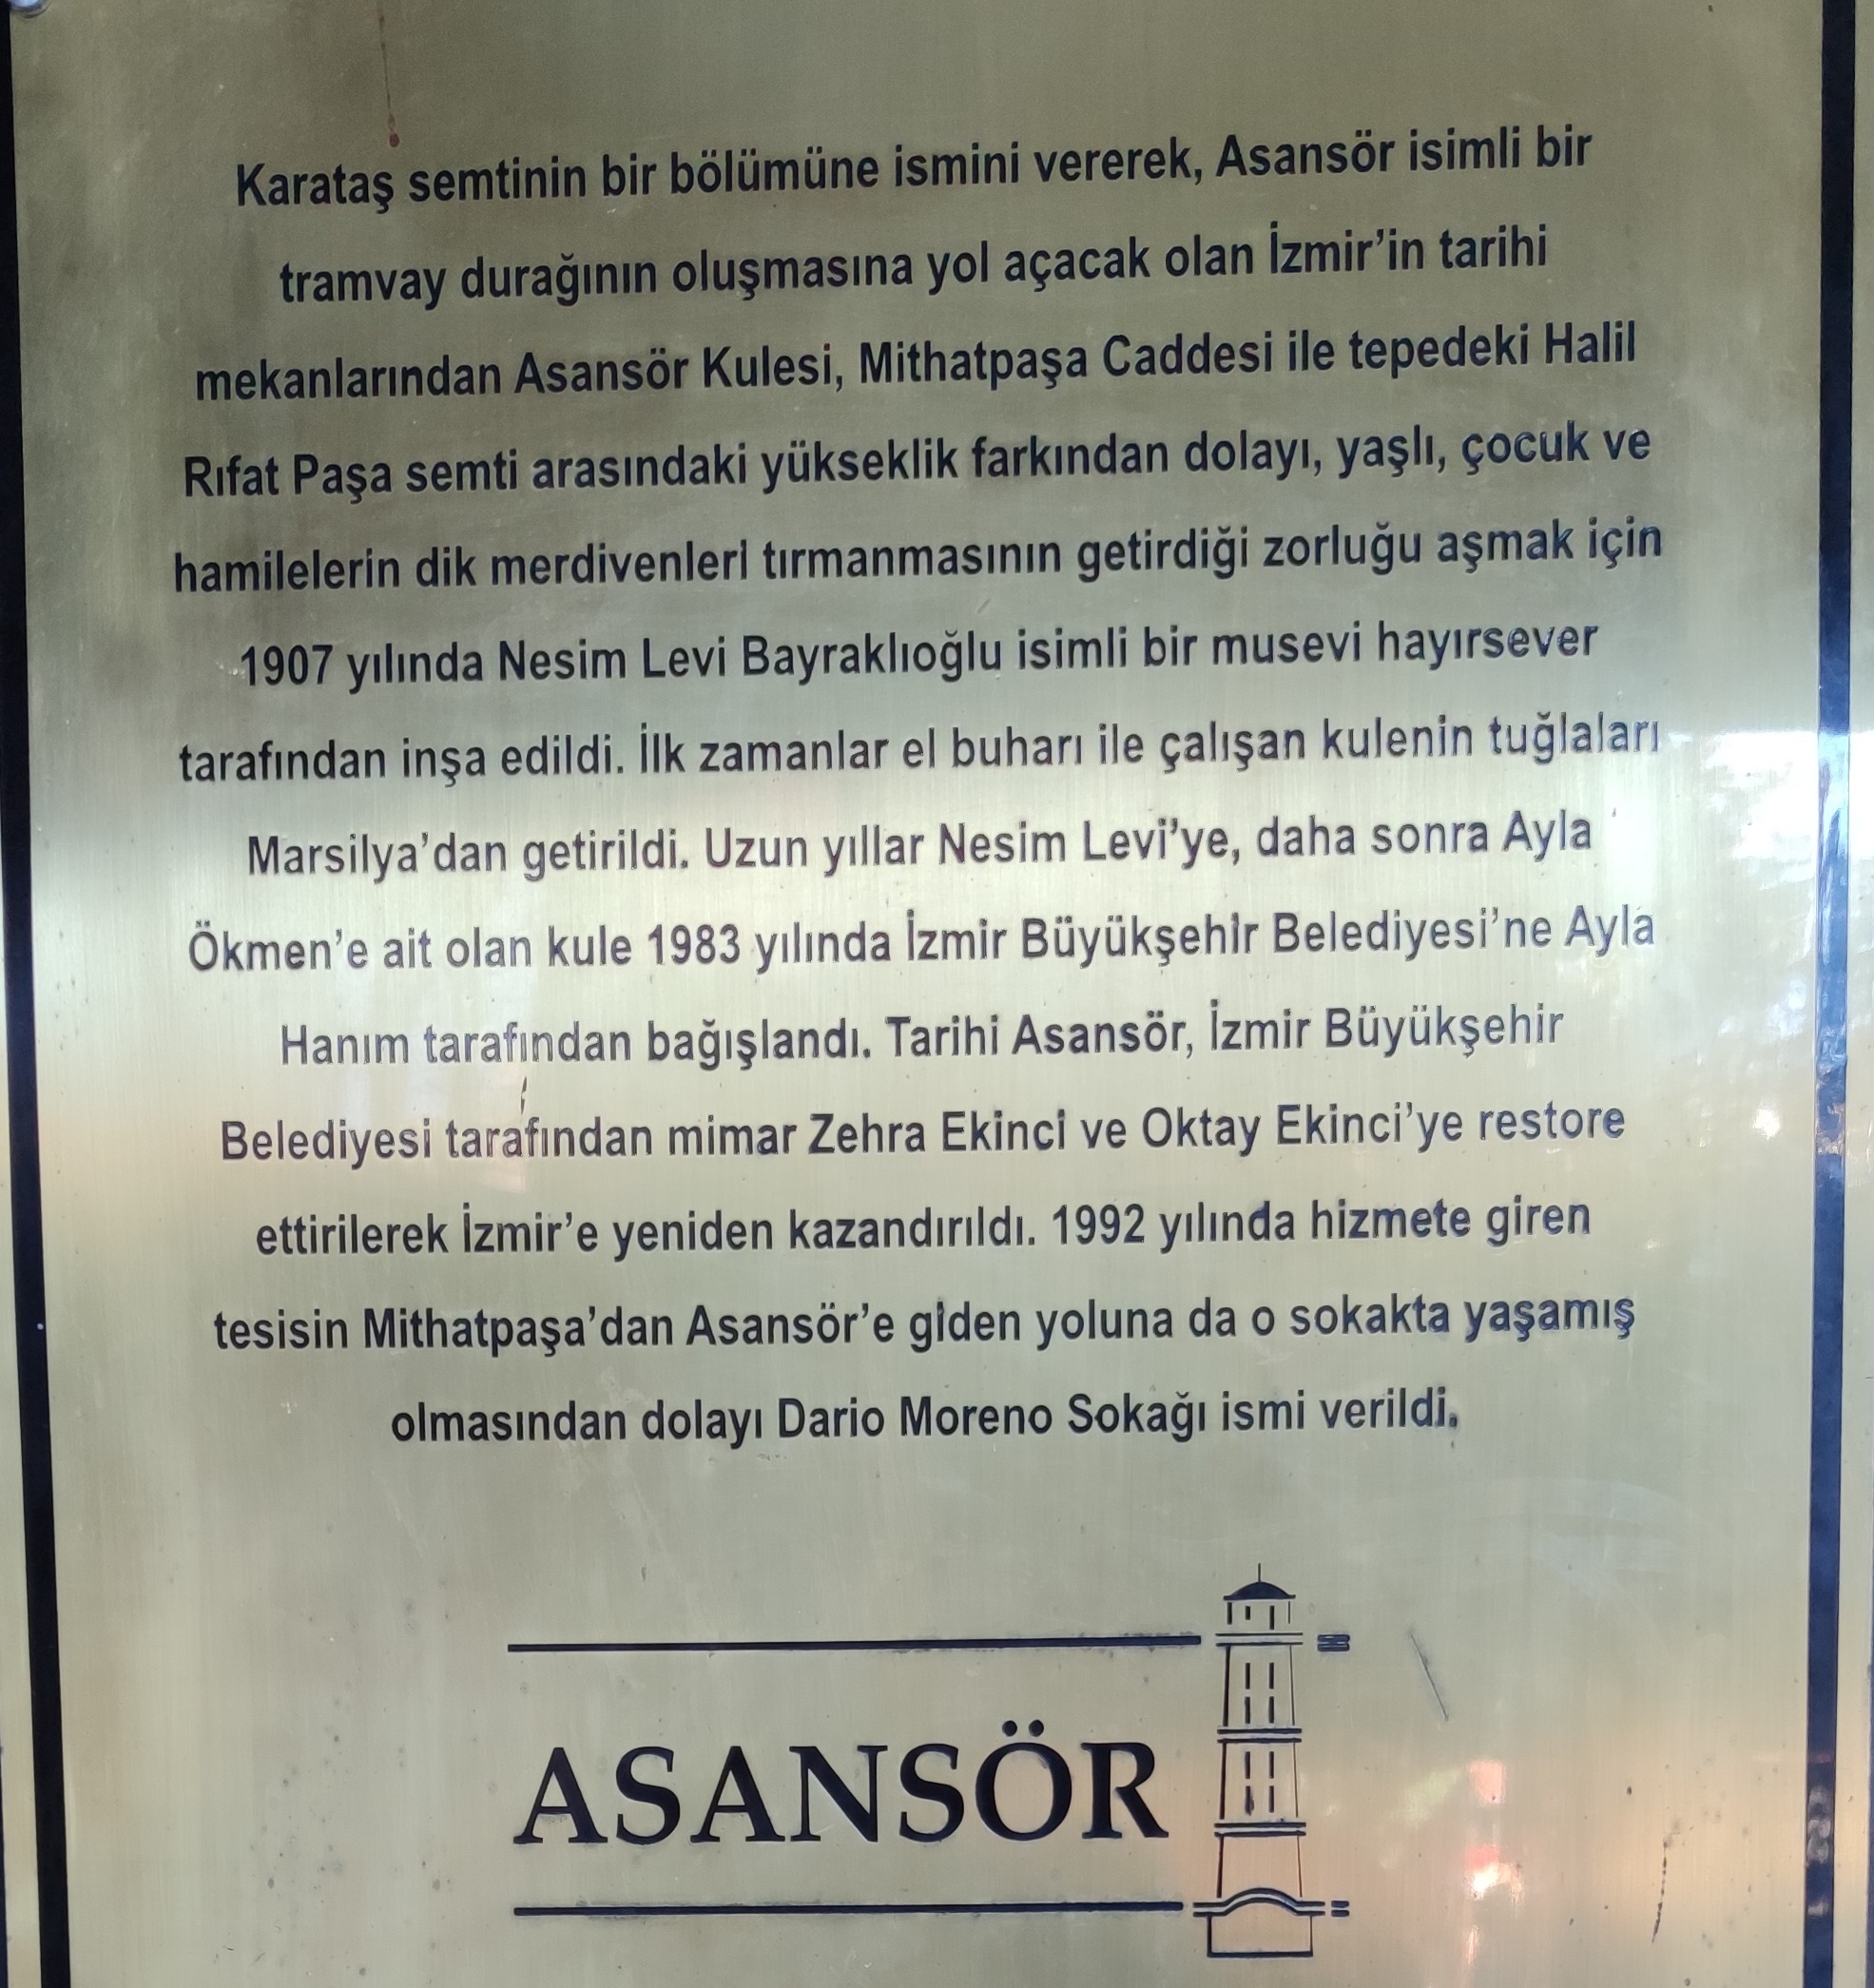 Karataş semtinin bir bölümüne ismini vererek, Asansör isimli bir
tramvay durağının oluşmasına yol açacak olan İzmir’in tarihi
mekanlarından Asansör Kulesi, Mithatpaşa Caddesi ile tepedeki Halil
Rıfat Paşa semti arasındaki yükseklik farkından dolayı, yaşlı, çocuk ve
hamilelerin dik merdivenleri tırmanmasının getirdiği zorluğu aşmak için
1907 yılında Nesim Levi Bayraklıoğlu isimli bir musevi hayırsever
tarafından inşa edildi. İlk zamanlar el buharı ile çalışan kulenin tuğlaları
Marsilya’dan getirildi. Uzun yıllar Nesim Levi’ye, daha sonra Ayla
Ökmen’e ait olan kule 1983 yılında İzmir Büyükşehir Belediyesi’ne Ayla
Hanım tarafından bağışlandı. Tarihi Asansör, İzmir Büyükşehir
Belediyesi tarafından mimar Zehra Ekinci ve Oktay Ekinci’ye restore
ettirilerek İzmir’e yeniden kazandırıldı. 1992 yılında hizmete giren
tesisin Mithatpaşa’dan Asansör’e giden yoluna da o sokakta yaşamış
olmasından dolayı Dario Moreno Sokağı ismi verildi.
ASANSÖR